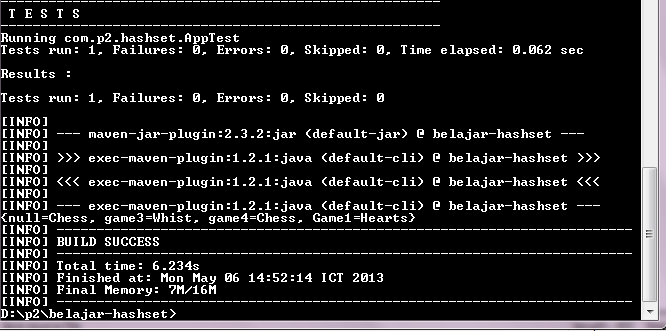 -------------------------------------------------------
 T E S T S
-------------------------------------------------------
Running com.p2.hashset.AppTest
Tests run: 1, Failures: 0, Errors: 0, Skipped: 0, Time elapsed: 0.062 sec
Results :
Tests run: 1, Failures: 0, Errors: 0, Skipped: 0
[INFO]
[INFO] --- maven-jar-plugin:2.3.2:jar (default-jar) @ belajar-hashset ---
[INFO]
[INFO] >>> exec-maven-plugin:1.2.1:java (default-cli) @ belajar-hashset >>>
[INFO]
[INFO] <<< exec-maven-plugin:1.2.1:java (default-cli) @ belajar-hashset <<<
[INFO]
[INFO] --- exec-maven-plugin:1.2.1:java (default-cli) @ belajar-hashset ---
{null=Chess, game3=Whist, game4=Chess, Game1=Hearts}
[INFO] ------------------------------------------------------------------------
[INFO] BUILD SUCCESS
[INFO] ------------------------------------------------------------------------
[INFO] Total time: 6.234s
[INFO] Finished at: Mon May 06 14:52:14 ICT 2013
[INFO] Final Memory: 7M/16M
[INFO] ------------------------------------------------------------------------
D:\p2\belajar-hashset>